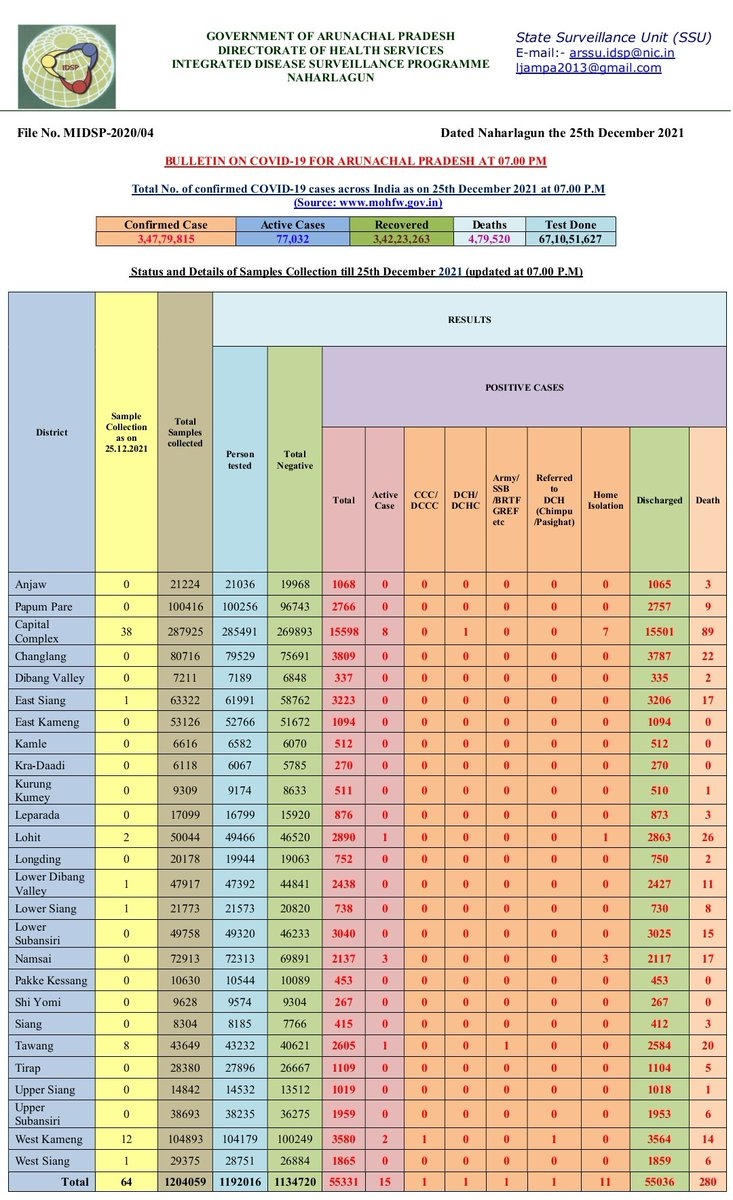 IDSP
GOVERNMENT OF ARUNACHAL PRADESH
DIRECTORATE OF HEALTH SERVICES
INTEGRATED DISEASE SURVEILLANCE PROGRAMME
NAHARLAGUN
State Surveillance Unit (SSU)
E-mail:- arssu.idsp@nic.in
ljampa2013@gmail.com
File No. MIDSP-2020/04 Dated Naharlagun the 25th December 2021
BULLETIN ON COVID-19 FOR ARUNACHAL PRADESH AT 07.00 PM
Total No. of confirmed COVID-19 cases across India as on 25th December 2021 at 07.00 P.M
(Source: www.mohfw.gov.in)
Confirmed Case Active Cases Recovered Deaths Test Done
3,47,79,815 77,032 3,42,23,263 4,79,520 67,10,51,627
Status and Details of Samples Collection till 25th December 2021 (updated at 07.00 P.M)
District
Sample
Collection
as on
25.12.2021
Total
Samples
collected
RESULTS
Person
tested
Total
Negative
POSITIVE CASES
Total
Active
Case
CCC/
DCCC
DCH/
DCHC
Army/
SSB
/BRTF
GREF
etc
Referred
to
DCH
(Chimpu
/Pasighat)
Home
Isolation
Discharged
Death
Anjaw 0 21224 21036 19968 1068 0 0 0 0 0 0 1065 3
Papum Pare 0 100416 100256 96743 2766 0 0 0 0 0 0 2757 9
Capital
Complex 38 287925 285491 269893 15598 8 0 1 0 0 7 15501 89
Changlang 0 80716 79529 75691 3809 0 0 0 0 0 0 3787 22
Dibang Valley 0 7211 7189 6848 337 0 0 0 0 0 0 335 2
East Siang 1 63322 61991 58762 3223 0 0 0 0 0 0 3206 17
East Kameng 0 53126 52766 51672 1094 0 0 0 0 0 0 1094 0
Kamle 0 6616 6582 6070 512 0 0 0 0 0 0 512 0
Kra-Daadi 0 6118 6067 5785 270 0 0 0 0 0 0 270 0
Kurung
Kumey 0 9309 9174 8633 511 0 0 0 0 0 0 510 1
Leparada 0 17099 16799 15920 876 0 0 0 0 0 0 873 3
Lohit 2 50044 49466 46520 2890 1 0 0 0 0 1 2863 26
Longding 0 20178 19944 19063 752 0 0 0 0 0 0 750 2
Lower Dibang
Valley 1 47917 47392 44841 2438 0 0 0 0 0 0 2427 11
Lower Siang 1 21773 21573 20820 738 0 0 0 0 0 0 730 8
Lower
Subansiri 0 49758 49320 46233 3040 0 0 0 0 0 0 3025 15
Namsai 0 72913 72313 69891 2137 3 0 0 0 0 3 2117 17
Pakke Kessang 0 10630 10544 10089 453 0 0 0 0 0 0 453 0
Shi Yomi 0 9628 9574 9304 267 0 0 0 0 0 0 267 0
Siang 0 8304 8185 7766 415 0 0 0 0 0 0 412 3
Tawang 8 43649 43232 40621 2605 1 0 0 1 0 0 2584 20
Tirap 0 28380 27896 26667 1109 0 0 0 0 0 0 1104 5
Upper Siang 0 14842 14532 13512 1019 0 0 0 0 0 0 1018 1
Upper
Subansiri 0 38693 38235 36275 1959 0 0 0 0 0 0 1953 6
West Kameng 12 104893 104179 100249 3580 2 1 0 0 1 0 3564 14
West Siang 1 29375 28751 26884 1865 0 0 0 0 0 0 1859 6
Total 64 1204059 1192016 1134720 55331 15 1 1 1 1 11 55036 280